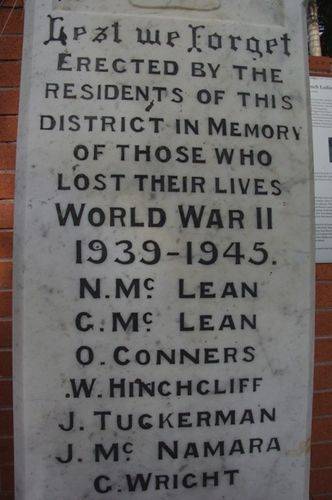 Lest we Forget
ERECTED BY THE
RESIDENTS OF THIS
DISTRICT IN MEMORY
OF THOSE WHO
LOST THEIR LIVES
WORLD WAR II
1939-1945.
N. Mc LEAN
G. Mc LEAN
O. CONNERS
W. HINCHCLIFF
J. TUCKERMAN
J. Mc NAMARA
G. WRIGHT